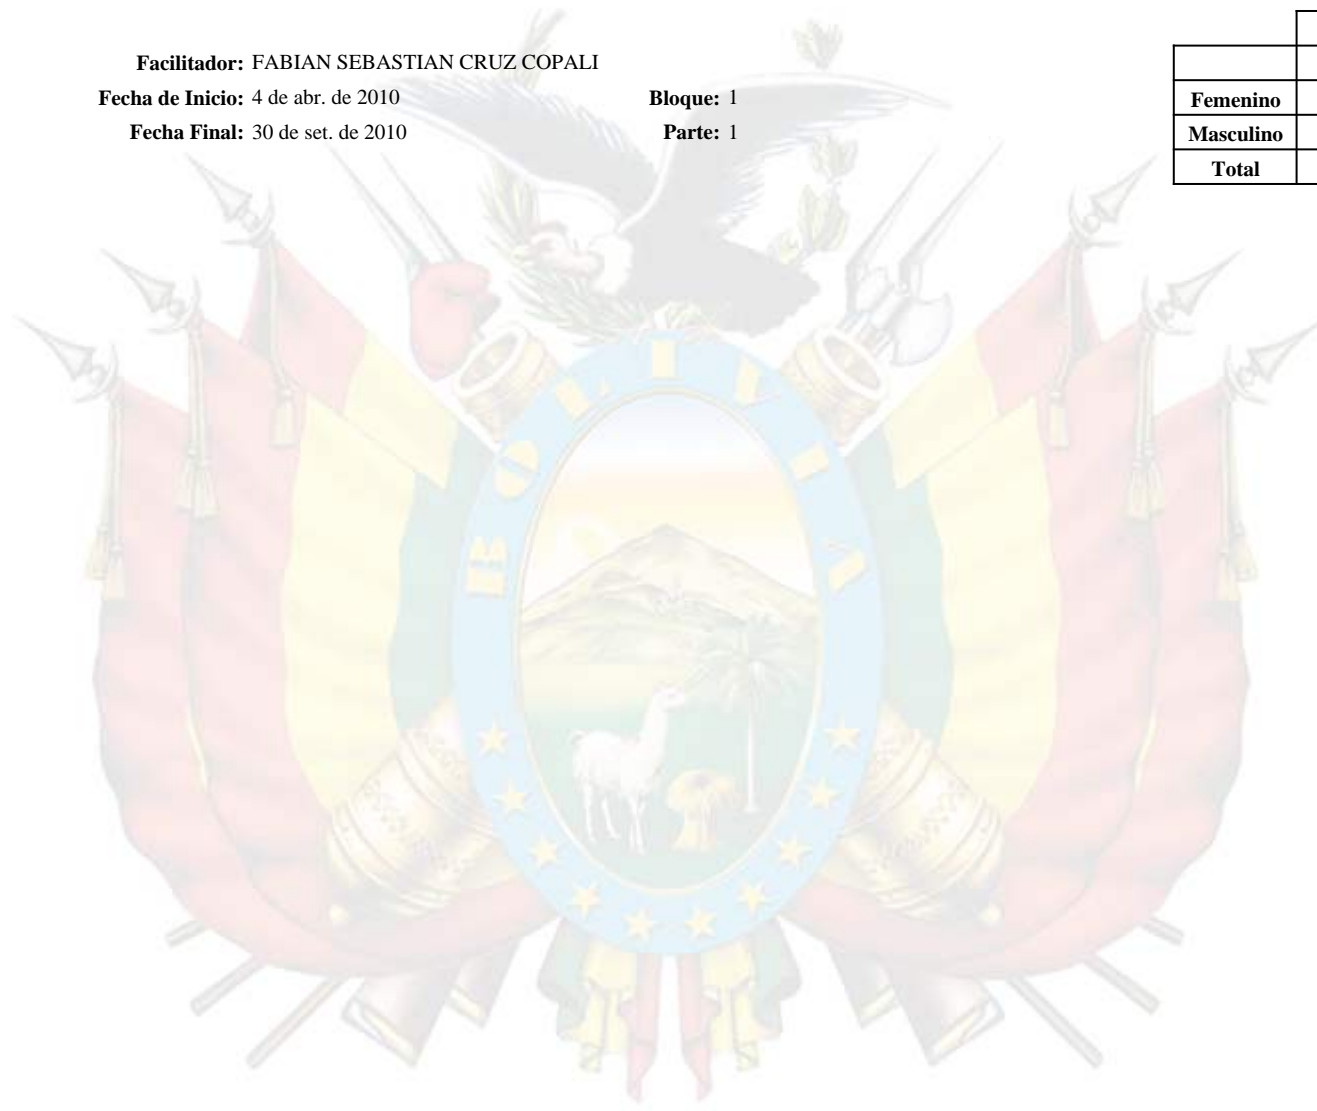 Facilitador: FABIAN SEBASTIAN CRUZ COPALI
Fecha de Inicio: 4 de abr. de 2010 Bloque: 1
Fecha Final: 30 de set. de 2010 Parte: 1
Femenino
Masculino
Total
BOLIVIA